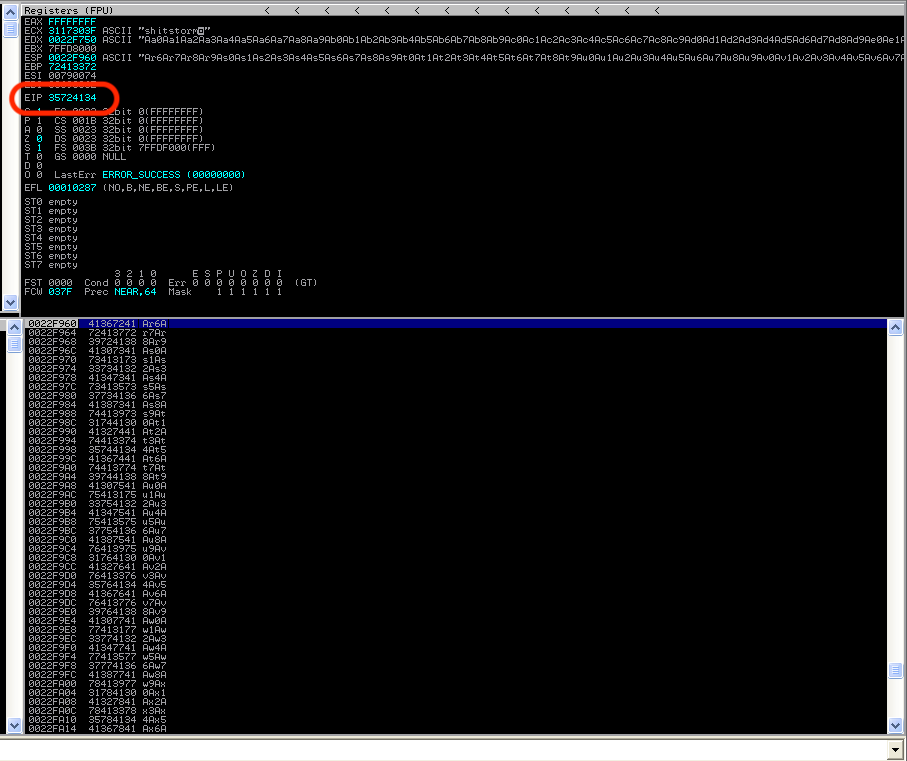 Registers (FPU) < < < < < < < < < < < < < <
EAX FFFFFFFF
ECX 3117303F ASCII "shitstorm"
EDX 0022F750 ASCII "Aa0Aa1Aa2Aa3Aa4Aa5Aa6Aa7Aa8Aa9Ab0Ab1Ab2Ab3Ab4Ab5Ab6Ab7Ab8Ab9Ac0Ac1Ac2Ac3Ac4Ac5Ac6Ac7Ac8Ac9Ad0Ad1Ad2Ad3Ad4Ad5Ad6Ad7Ad8Ad9Ae0Ae1A
EBX 7FFD8000
ESP 0022F960 ASCII "Ar6Ar7Ar8Ar9As0As1As2As3As4As5As6As7As8As9At0At1At2At3At4At5At6At7At8At9Au0Au1Au2Au3Au4Au5Au6Au7Au8Au9Av0Av1Av2Av3Av4Av5Av6Av7A
EBP 72413372
ESI 00790074
EDI
EIP 35724134
C 1 ES 0023 32bit 0(FFFFFFFF)
P 1 CS 001B 32bit 0(FFFFFFFF)
A 0 SS 0023 32bit 0(FFFFFFFF)
Z 0 DS 0023 32bit 0(FFFFFFFF)
S 1 FS 003B 32bit 7FFDF000(FFF)
T 0 GS 0000 NULL
D 0
O 0 LastErr ERROR_SUCCESS (00000000)
EFL 00010287 (NO,B,NE,BE,S,PE,L,LE)
ST0 empty
ST1 empty
ST2 empty
ST3 empty
ST4 empty
ST5 empty
ST6 empty
ST7 empty
3 2 1 0 E S P U O Z D I
FST 0000 Cond 0 0 0 0 Err 0 0 0 0 0 0 0 0 (GT)
FCW 037F Prec NEAR,64 Mask 1 1 1 1 1 1
0022F960 41367241 Ar6A
0022F964 72413772 r7Ar
0022F968 39724138 8Ar9
0022F96C 41307341 As0A
0022F970 73413173 s1As
0022F974 33734132 2As3
0022F978 41347341 As4A
0022F97C 73413573 s5As
0022F980 37734136 6As7
0022F984 41387341 As8A
0022F988 74413973 s9At
0022F98C 31744130 0At1
0022F990 41327441 At2A
0022F994 74413374 t3At
0022F998 35744134 4At5
0022F99C 41367441 At6A
0022F9A0 74413774 t7At
0022F9A4 39744138 8At9
0022F9A8 41307541 Au0A
0022F9AC 75413175 u1Au
0022F9B0 33754132 2Au3
0022F9B4 41347541 Au4A
0022F9B8 75413575 u5Au
0022F9BC 37754136 6Au7
0022F9C0 41387541 Au8A
0022F9C4 76413975 u9Av
0022F9C8 31764130 0Av1
0022F9CC 41327641 Av2A
0022F9D0 76413376 v3Av
0022F9D4 35764134 4Av5
0022F9D8 41367641 Av6A
0022F9DC 76413776 v7Av
0022F9E0 39764138 8Av9
0022F9E4 41307741 Aw0A
0022F9E8 77413177 w1Aw
0022F9EC 33774132 2Aw3
0022F9F0 41347741 Aw4A
0022F9F4 77413577 w5Aw
0022F9F8 37774136 6Aw7
0022F9FC 41387741 Aw8A
0022FA00 78413977 w9Ax
0022FA04 31784130 0Ax1
0022FA08 41327841 Ax2A
0022FA0C 78413378 x3Ax
0022FA10 35784134 4Ax5
0022FA14 41367841 Ax6A